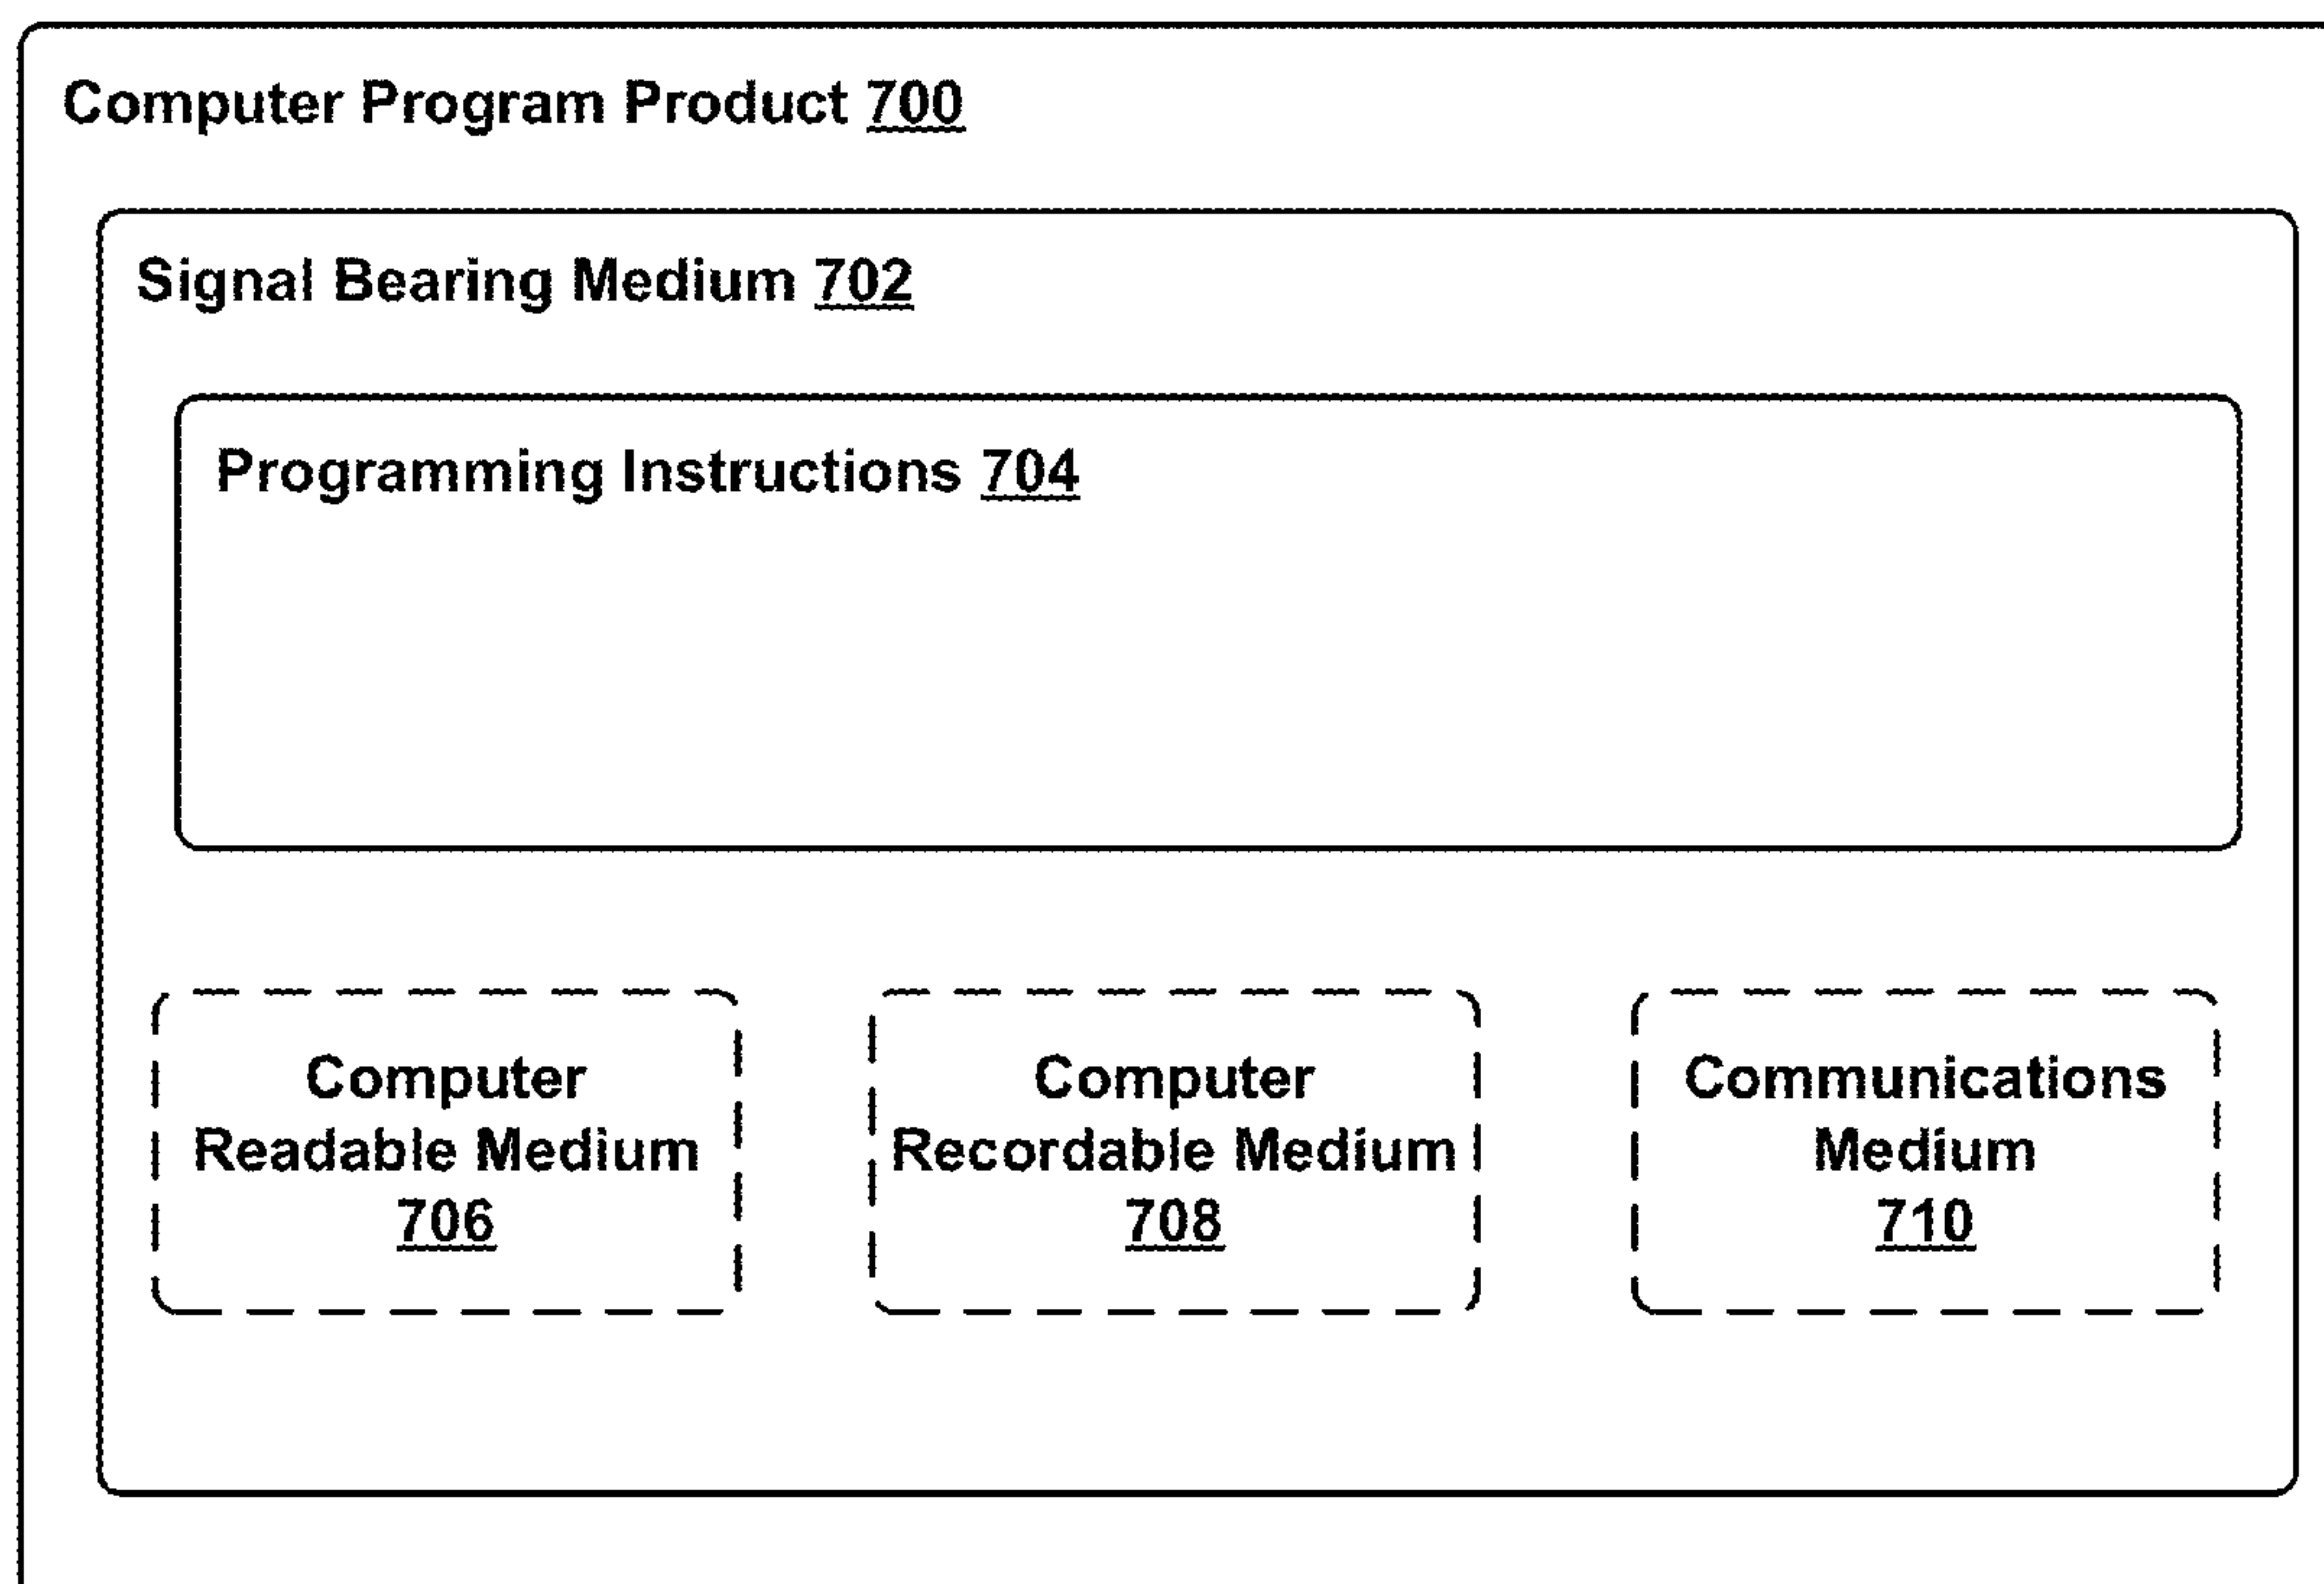 Computer Program Product 700
Signal Bearing Medium 702
Programming Instructions 704
Computer
Readable Medium
706
Computer
Recordable Medium
708
Communications
Medium
710